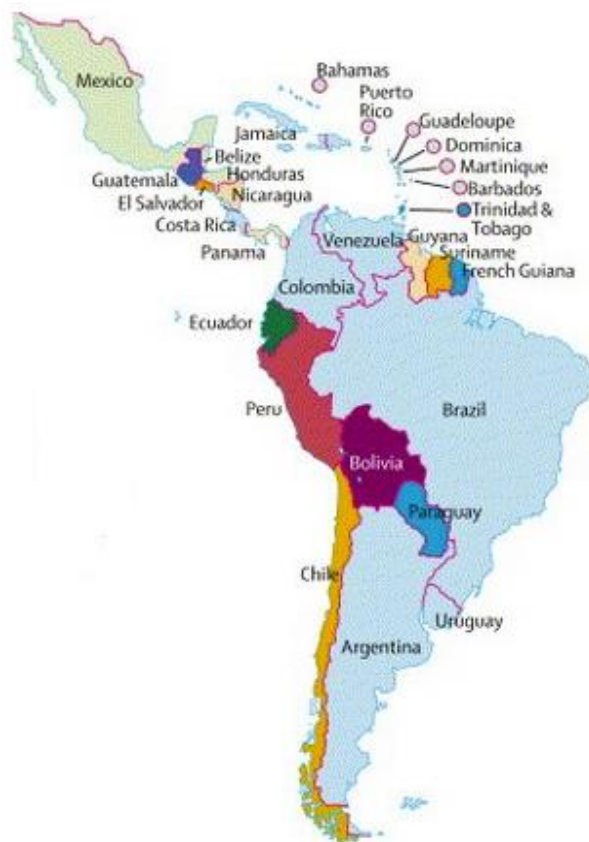 Mexico
Bahamas
Puerto
Rico
Guadeloupe
Dominica
Martinique
Barbados
Trinidad &
Tobago
Jamaica
Belize
Honduras
Guatemala
Nicaragua
El Salvador
Costa Rica
Panama
Venezuela
Guyana
Suriname
French Guiana
Colombia
Ecuador
Peru
Brazil
Bolivia
Paraguay
Chile
Uruguay
Argentina